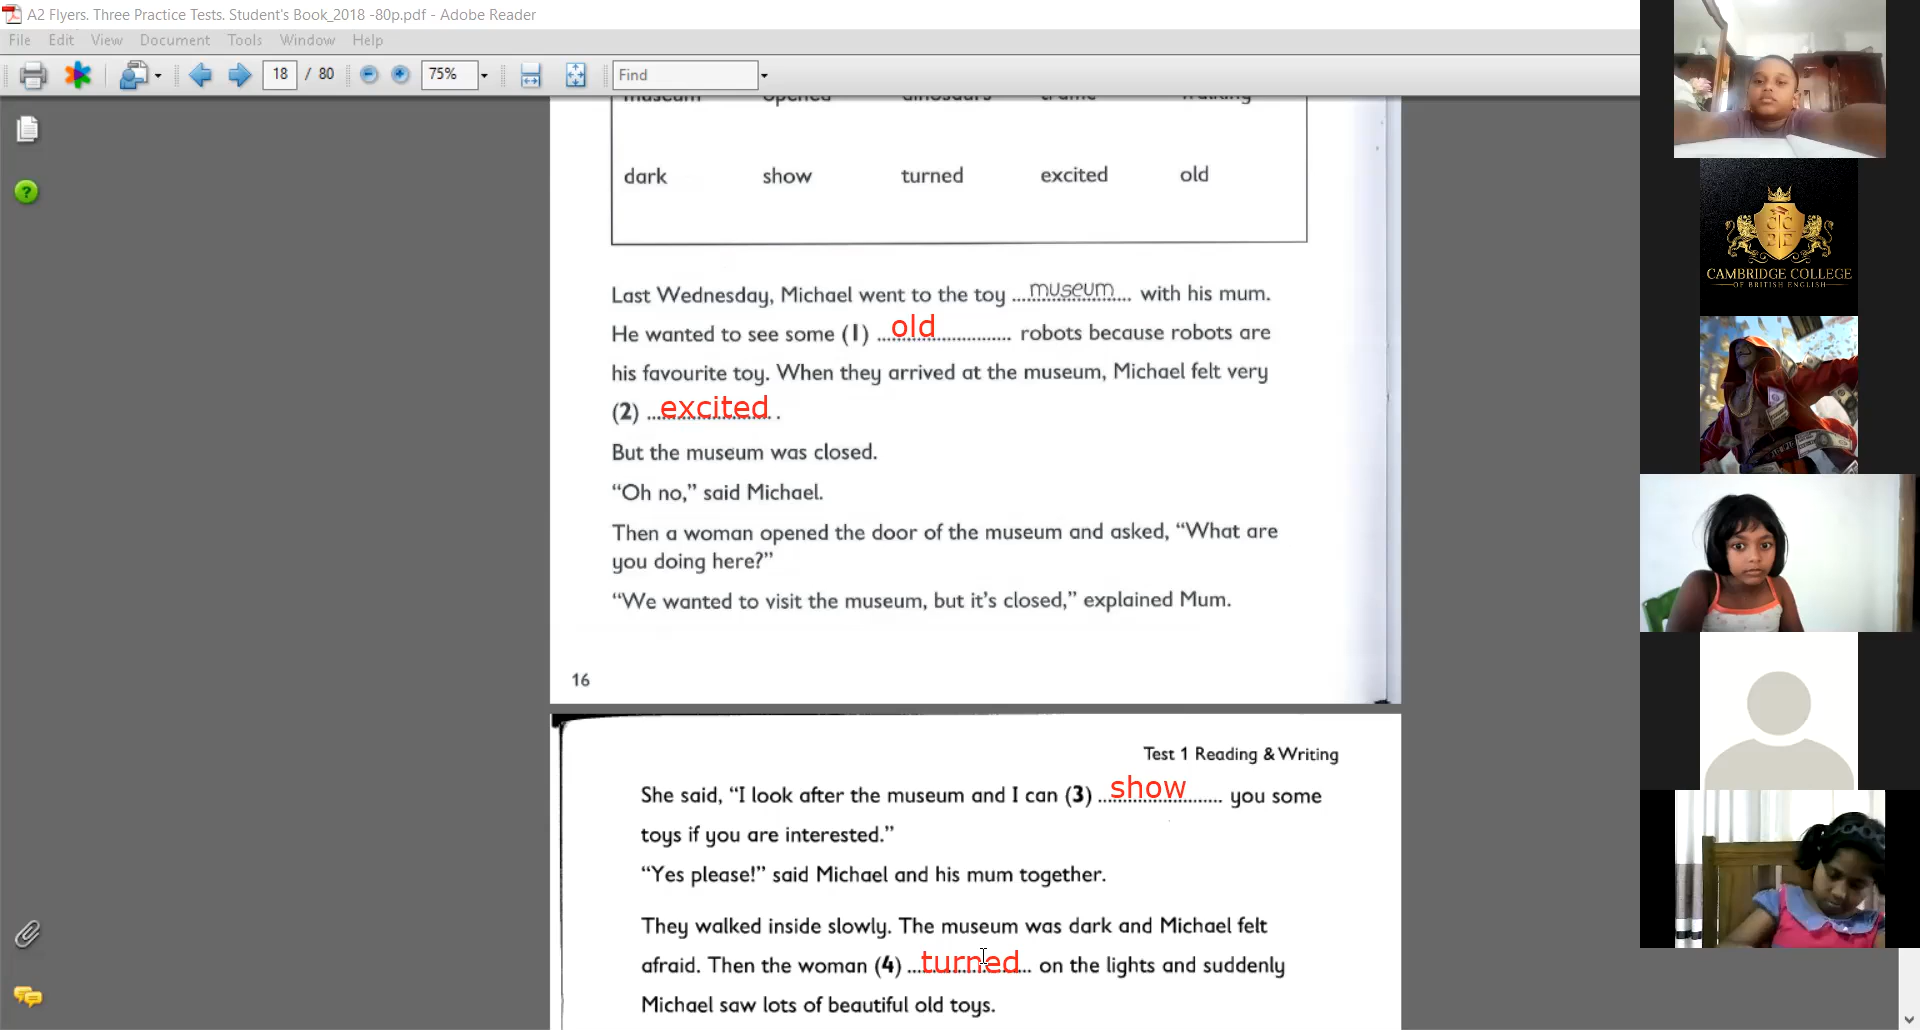 A2 Flyers. Three Practice Tests. Student's Book_2018 -80p.pdf - Adobe Reader
File Edit View Document Tools Window Help
18 / 80 75% Find
museum opened dinosaurs traffic walking
dark show turned excited old
Last Wednesday, Michael went to the toy museum with his mum.
He wanted to see some (1) old robots because robots are
his favourite toy. When they arrived at the museum, Michael felt very
(2) excited .
But the museum was closed.
“Oh no,” said Michael.
Then a woman opened the door of the museum and asked, “What are
you doing here?”
“We wanted to visit the museum, but it’s closed,” explained Mum.
16
Test 1 Reading & Writing
She said, “I look after the museum and I can (3) show you some
toys if you are interested.”
“Yes please!” said Michael and his mum together.
They walked inside slowly. The museum was dark and Michael felt
afraid. Then the woman (4) turned on the lights and suddenly
Michael saw lots of beautiful old toys.
CAMBRIDGE COLLEGE
OF BRITISH ENGLISH